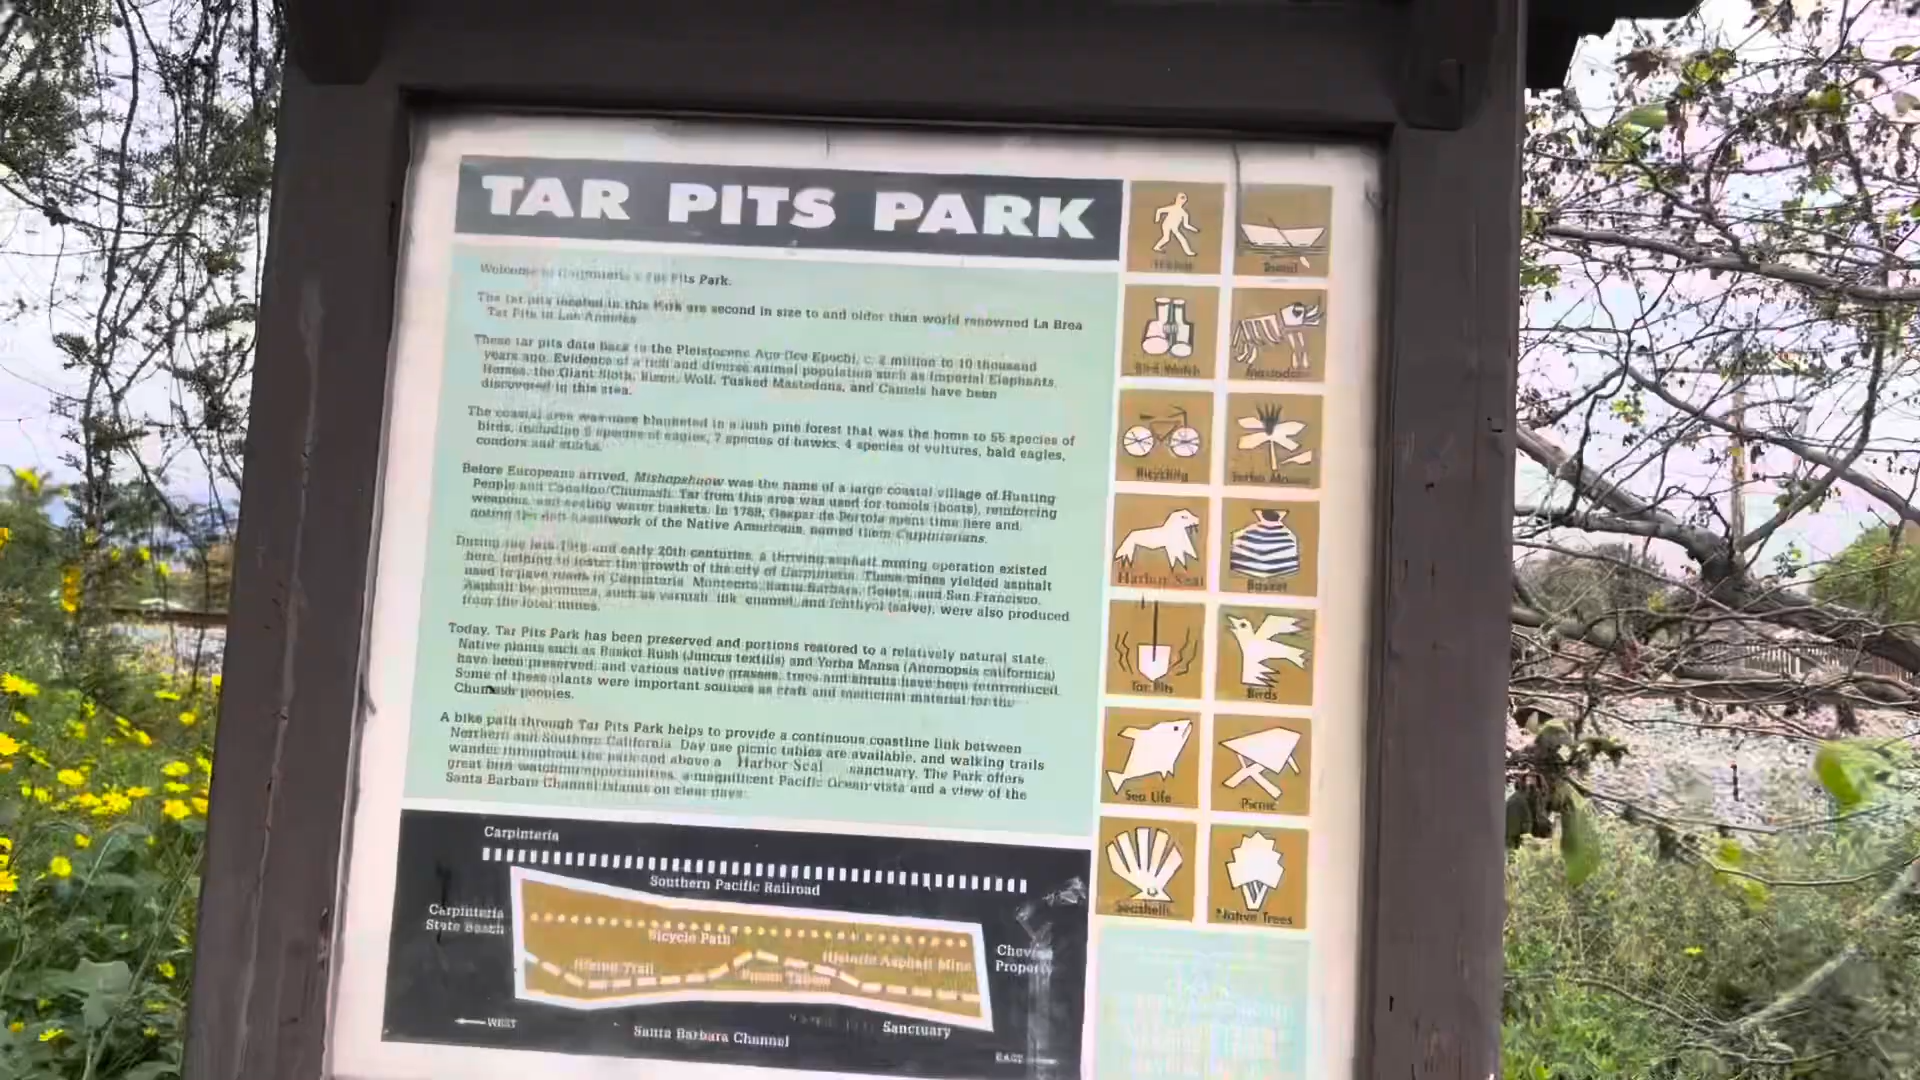 TAR PITS PARK
Welcome to Carpinteria's Tar Pits Park.
The tar pits located in this Park are second in size to and older than world renowned La Brea
Tar Pits in Los Angeles
These tar pits date back to the Pleistocene Age (Ice Epoch), c. 2 million to 10 thousand
years ago. Evidence of a rich and diverse animal population such as Imperial Elephants,
Horses, the Giant Sloth, Bison, Wolf, Tusked Mastodons, and Camels have been
discovered in this area.
The coastal area was once blanketed in a lush pine forest that was the home to 55 species of
birds, including 5 species of eagles, 7 species of hawks, 4 species of vultures, bald eagles,
condors and storks.
Before Europeans arrived, Mishopshnow was the name of a large coastal village of Hunting
People and Canalino/Chumash. Tar from this area was used for tomols (boats), reinforcing
weapons, and sealing water baskets. In 1769, Gaspar de Portola spent time here and,
noting the deft handiwork of the Native Americans, named them Carpinterians.
During the late 19th and early 20th centuries, a thriving asphalt mining operation existed
here, helping to foster the growth of the city of Carpinteria. These mines yielded asphalt
used to pave roads in Carpinteria, Montecito, Santa Barbara, Goleta, and San Francisco.
Asphalt by-products, such as varnish, ink, enamel, and ichthyol (salve), were also produced
from the local mines.
Today, Tar Pits Park has been preserved and portions restored to a relatively natural state.
Native plants such as Basket Rush (Juncus textilis) and Yerba Mansa (Anemopsis californica)
have been preserved, and various native grasses, trees and shrubs have been reintroduced.
Some of these plants were important sources as craft and medicinal material for the
Chumash peoples.
A bike path through Tar Pits Park helps to provide a continuous coastline link between
Northern and Southern California. Day use picnic tables are available, and walking trails
wander throughout the park and above a Harbor Seal sanctuary. The Park offers
great bird watching opportunities, a magnificent Pacific Ocean vista and a view of the
Santa Barbara Channel Islands on clear days.
Tomol
Bird Watch
Mastodon
Bicycling
Yerba Mansa
Harbor Seal
Basket
Tar Pits
Birds
Sea Life
Picnic
Seashells
Native Trees
Carpinteria
Southern Pacific Railroad
Carpinteria
State Beach
Bicycle Path
Hiking Trail
Historic Asphalt Mine
Picnic Tables
Chevron
Property
WEST
Santa Barbara Channel
Sanctuary
EAST